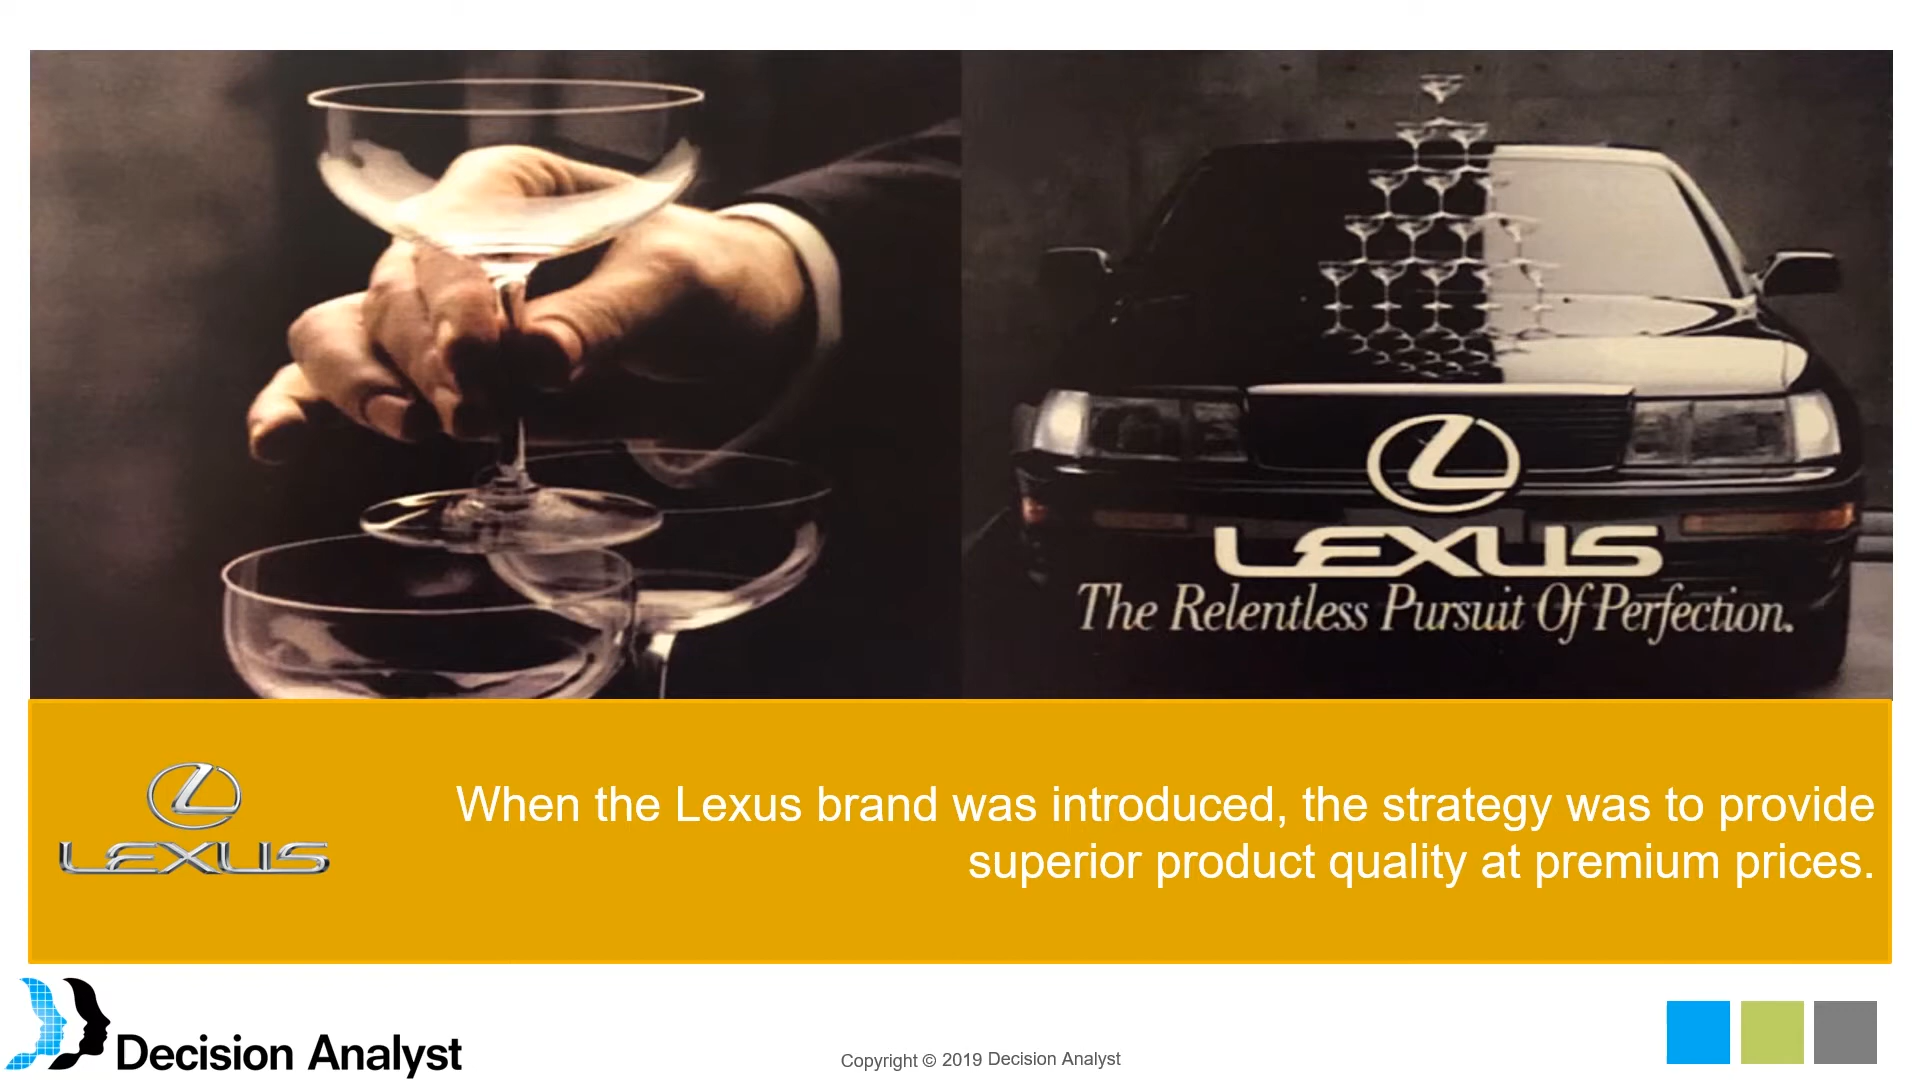 LEXUS
The Relentless Pursuit Of Perfection.
LEXUS
When the Lexus brand was introduced, the strategy was to provide
superior product quality at premium prices.
Decision Analyst
Copyright © 2019 Decision Analyst